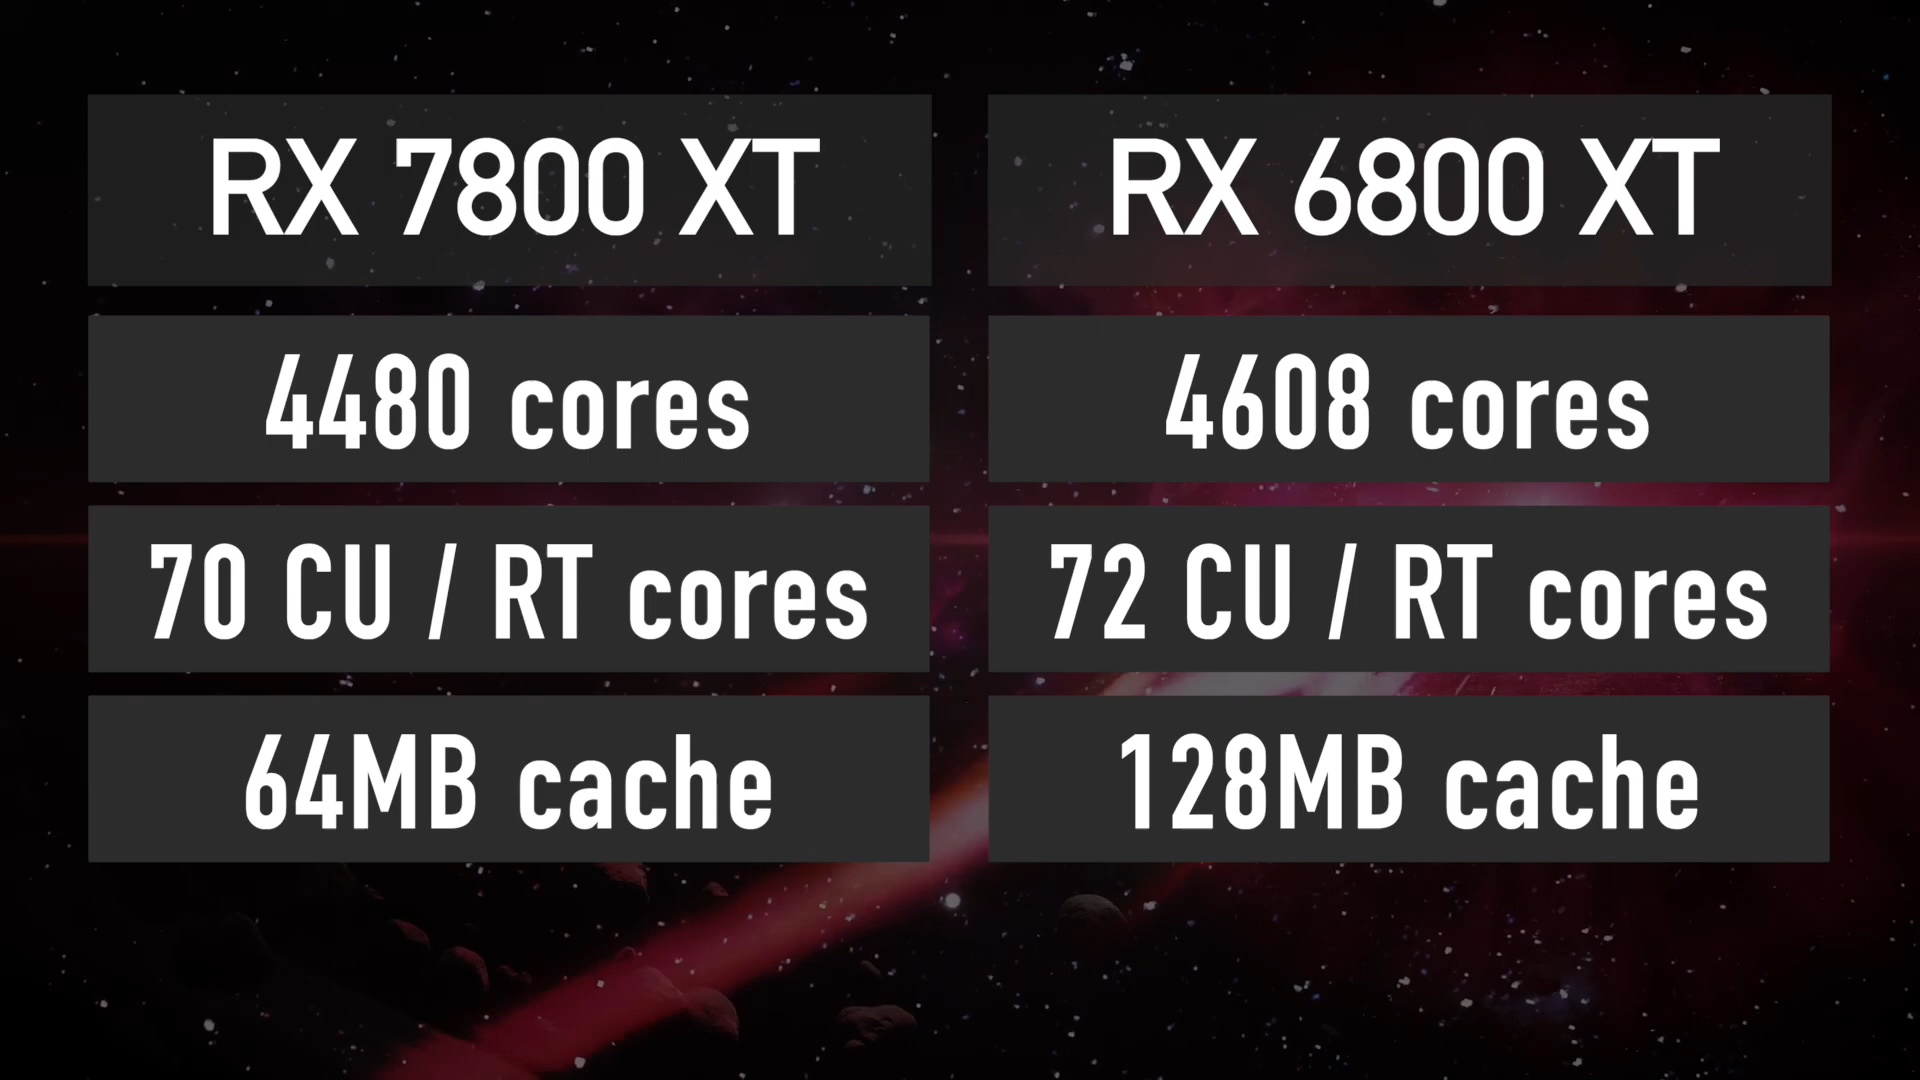 RX 7800 XT
RX 6800 XT
4480 cores
4608 cores
70 CU / RT cores
72 CU / RT cores
64MB cache
128MB cache